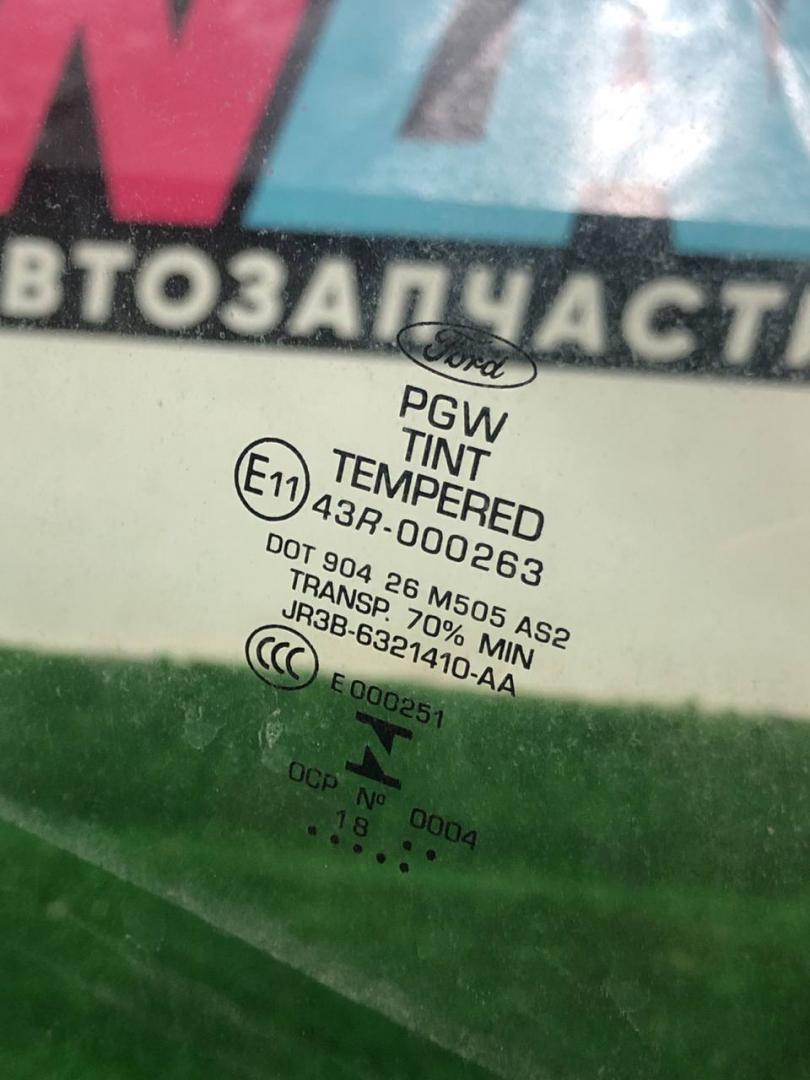 ВТОЗАПЧАСТИ
Ford
PGW
TINT
TEMPERED
E11 43R-000263
DOT 904 26 M505 AS2
TRANSP. 70% MIN
JR3B-6321410-AA
CCC E000251
OCP Nº 0004
18